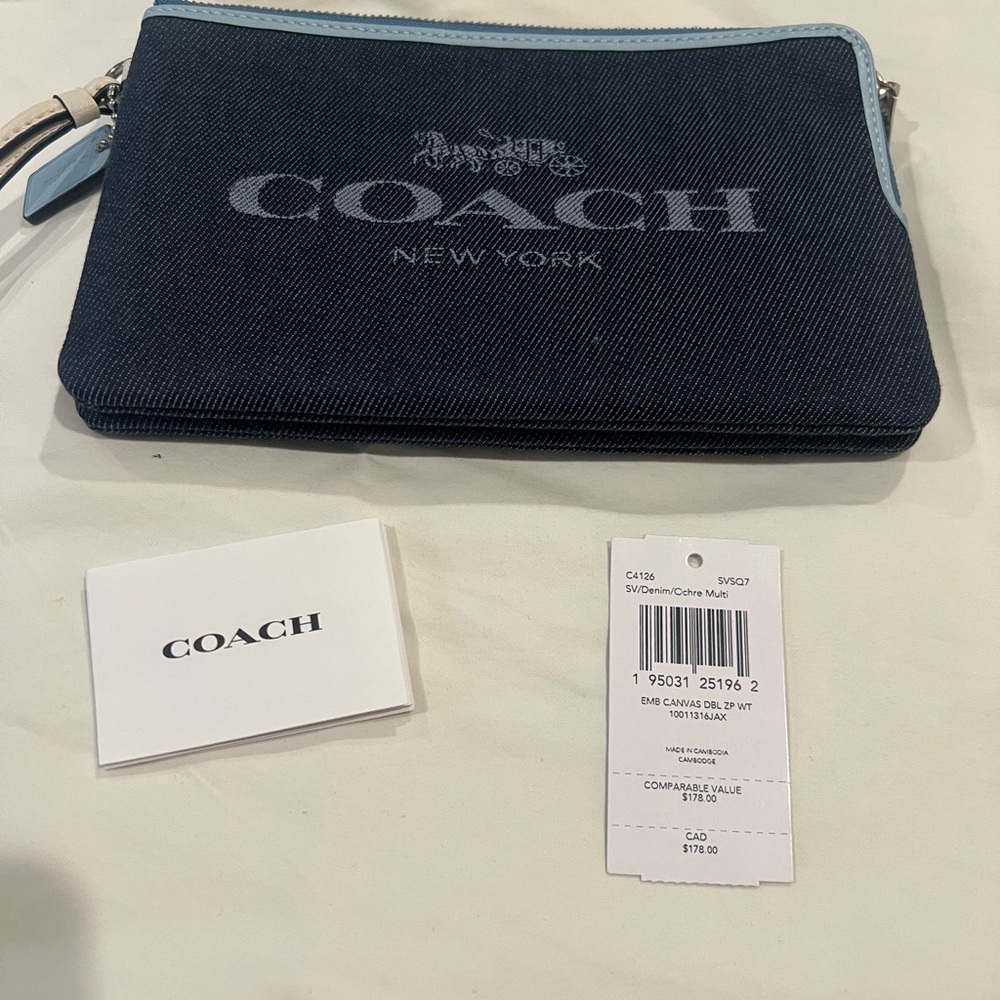 COACH
NEW YORK
COACH
C4126 SVSQ7
SV/Denim/Ochre Multi
1 95031 25196 2
EMB CANVAS DBL ZP WT
10011316JAX
MADE IN CAMBODIA
CAMBODGE
COMPARABLE VALUE
$178.00
CAD
$178.00